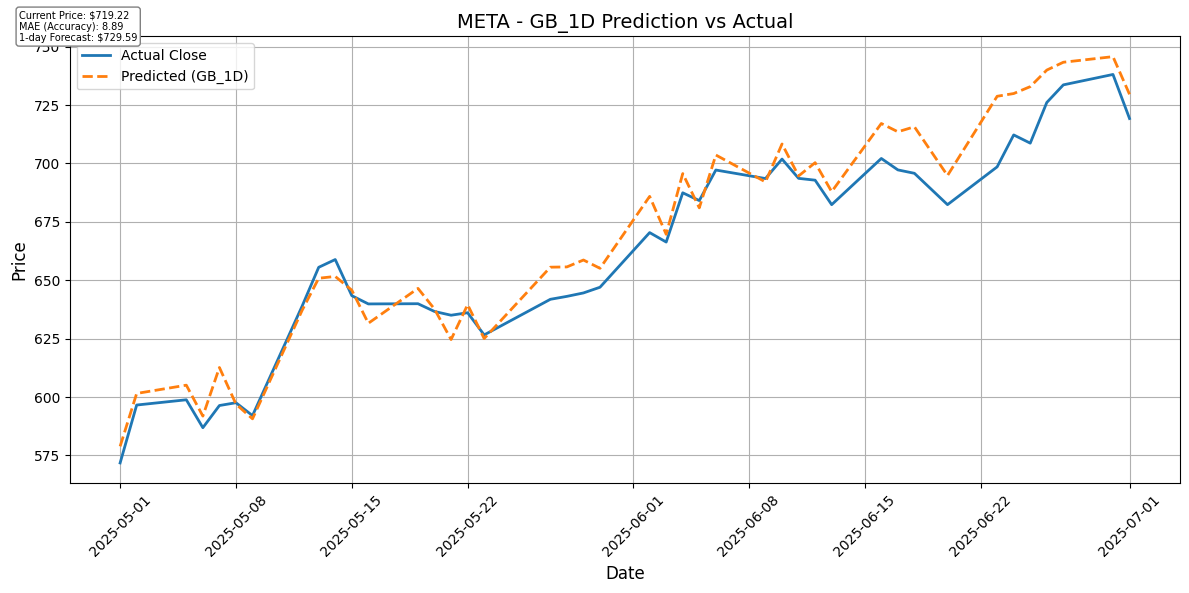 META - GB_1D Prediction vs Actual
Current Price: $719.22
MAE (Accuracy): 8.89
1-day Forecast: $729.59
Actual Close
Predicted (GB_1D)
Price
750
725
700
675
650
625
600
575
2025-05-01
2025-05-08
2025-05-15
2025-05-22
2025-06-01
2025-06-08
2025-06-15
2025-06-22
2025-07-01
Date